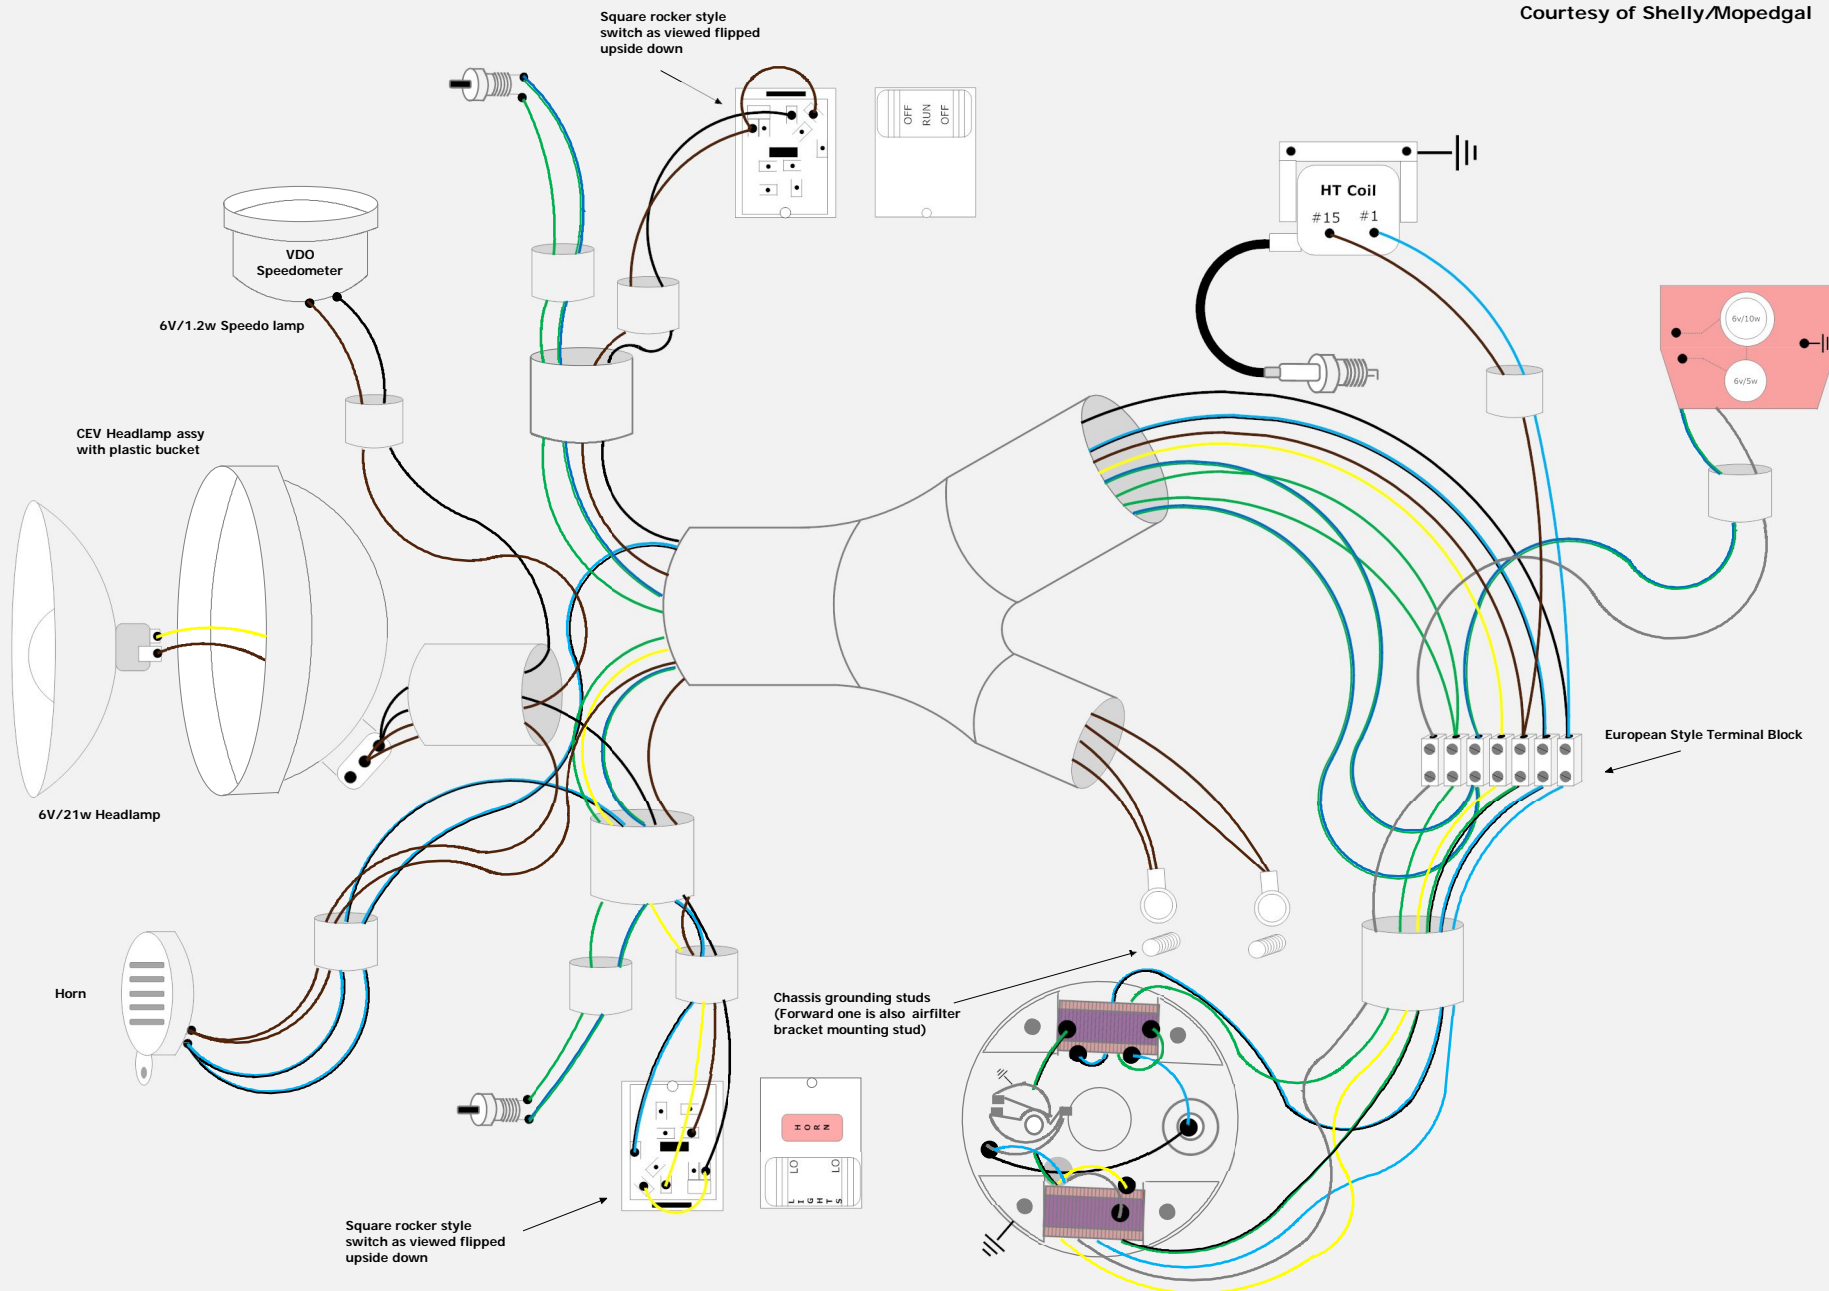 Courtesy of Shelly/Mopedgal
Square rocker style
switch as viewed flipped
upside down
OFF
RUN
OFF
HT Coil
#15 #1
VDO
Speedometer
6V/1.2w Speedo lamp
6v/10w
6v/5w
CEV Headlamp assy
with plastic bucket
European Style Terminal Block
6V/21w Headlamp
Horn
Chassis grounding studs
(Forward one is also airfilter
bracket mounting stud)
HORN
LO
LIGHTS
LO
Square rocker style
switch as viewed flipped
upside down